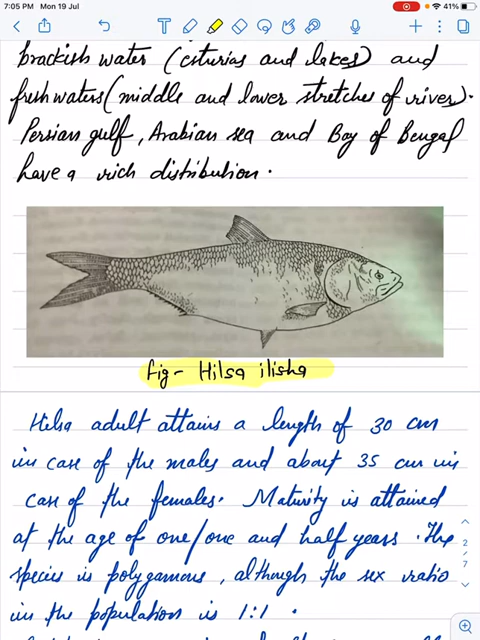 7:05 PM Mon 19 Jul
41%
brackish water (esturias and lakes) and
freshwaters (middle and lower stretches of river).
Persian gulf, Arabian sea and Bay of Bengal
have a rich distribution.
fig- Hilsa ilisha
Hilsa adult attains a length of 30 cm
in case of the males and about 35 cm in
case of the females. Maturity is attained
at the age of one/one and half years. The
species is polygamous, although the sex ratio
in the population is 1:1.
2
7